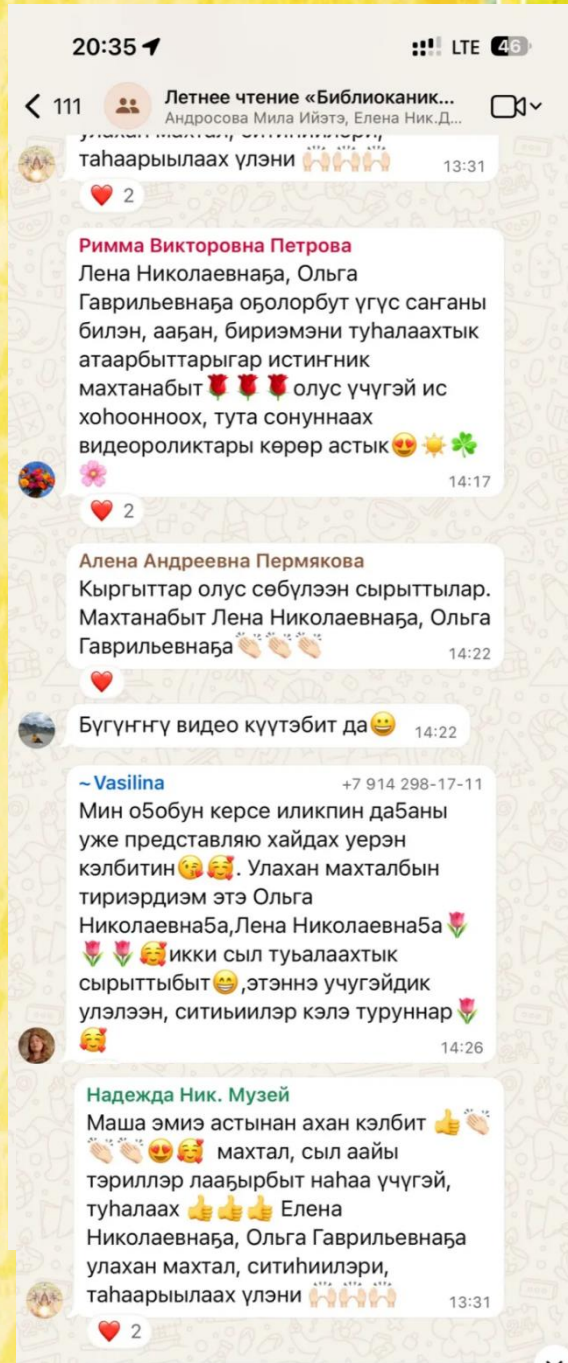 20:35
LTE 46
111 Летнее чтение «Библиоканик...
Андросова Мила Ийэтэ, Елена Ник.Д...
таһаарыылаах үлэни 🙌🏻🙌🏻🙌🏻 13:31
❤️ 2
Римма Викторовна Петрова
Лена Николаевнаҕа, Ольга
Гаврильевнаҕа оҕолорбут үгүс саҥаны
билэн, ааҕан, бириэмэни туһалаахтык
атаарбыттарыгар истиҥник
махтанабыт🌹🌹🌹олус үчүгэй ис
хоһоонноох, тута сонуннаах
видеороликтары көрөр астык😍☀️☘️
🌸 14:17
❤️ 2
Алена Андреевна Пермякова
Кыргыттар олус сөбүлээн сырыттылар.
Махтанабыт Лена Николаевнаҕа, Ольга
Гаврильевнаҕа👏🏻👏🏻👏🏻 14:22
❤️
Бүгүҥҥү видео күүтэбит да😀 14:22
~Vasilina +7 914 298-17-11
Мин о5обун керсе иликпин да5аны
уже представляю хайдах уерэн
кэлбитин😘🥰. Улахан махталбын
тириэрдиэм этэ Ольга
Николаевна5а,Лена Николаевна5а🌷
🌷🌷🥰икки сыл туьалаахтык
сырыттыбыт😁,этэннэ учугэйдик
улэлээн, ситиьиилэр кэлэ туруннар🌷
🥰 14:26
Надежда Ник. Музей
Маша эмиэ астынан ахан кэлбит 👍👏🏻
👏🏻👏🏻😍🥰 махтал, сыл аайы
тэриллэр лааҕырбыт наһаа үчүгэй,
туһалаах 👍👍👍 Елена
Николаевнаҕа, Ольга Гаврильевнаҕа
улахан махтал, ситиһиилэри,
таһаарыылаах үлэни 🙌🏻🙌🏻🙌🏻 13:31
❤️ 2